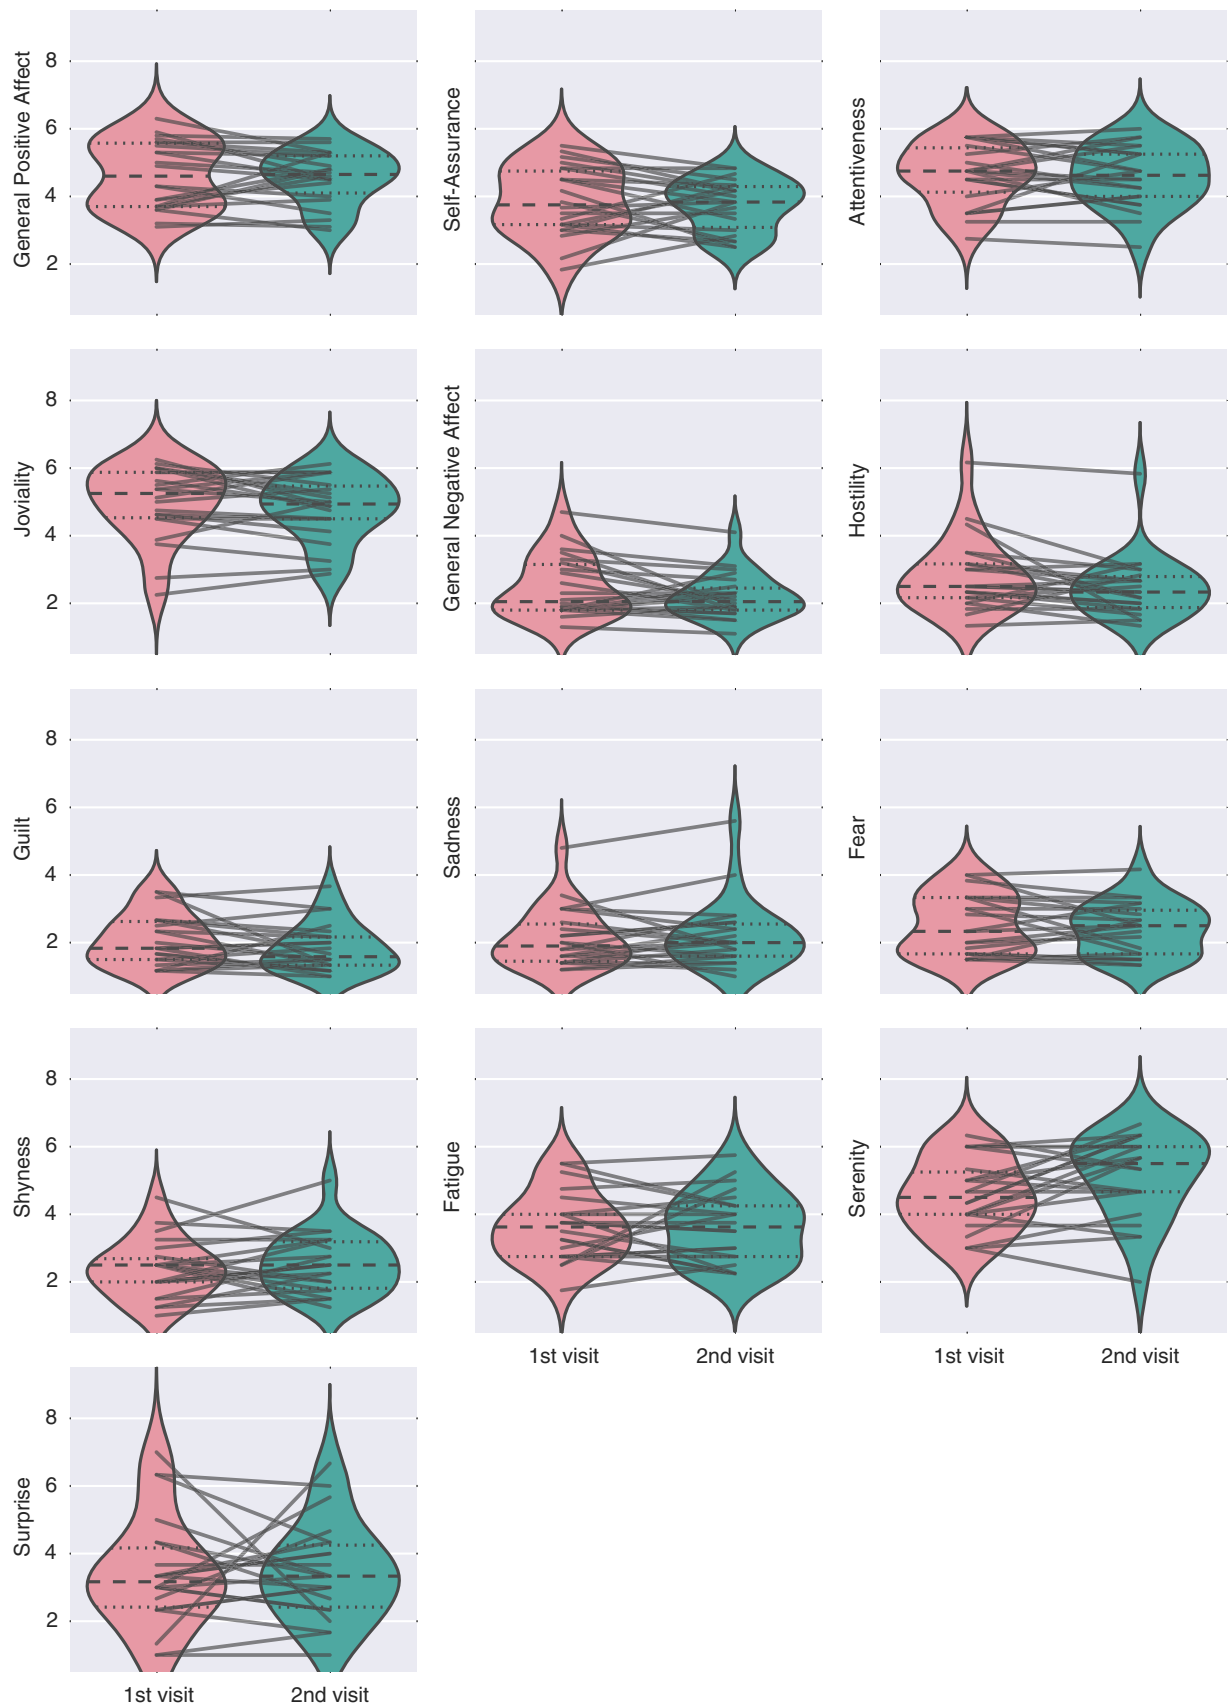 General Positive Affect
8
6
4
2
Self-Assurance
Attentiveness
Joviality
8
6
4
2
General Negative Affect
Hostility
Guilt
8
6
4
2
Sadness
Fear
Shyness
8
6
4
2
Fatigue
Serenity
1st visit
2nd visit
1st visit
2nd visit
Surprise
8
6
4
2
1st visit
2nd visit